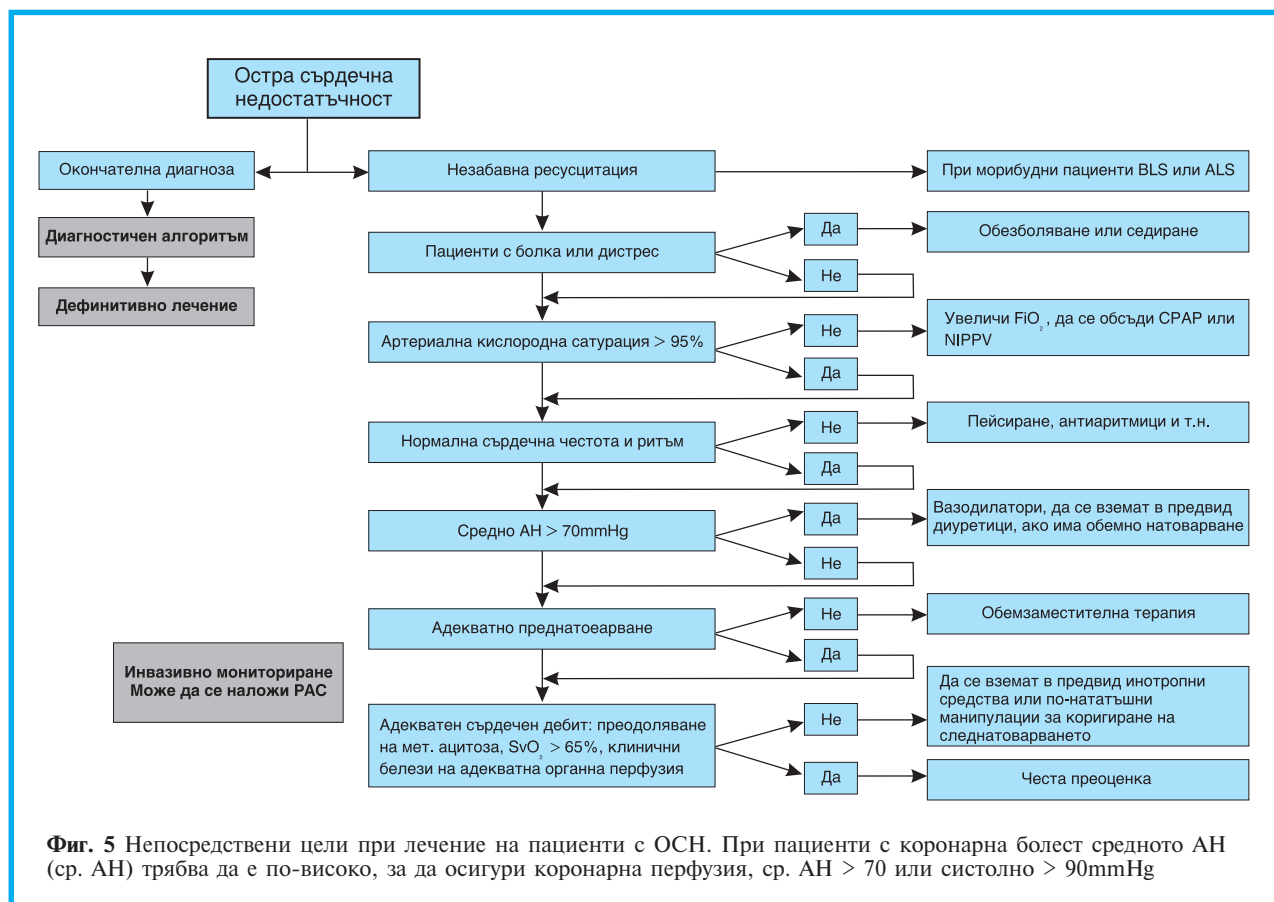 Остра сърдечна
недостатъчност
Окончателна диагноза
Незабавна ресусцитация
При морибудни пациенти BLS или ALS
Диагностичен алгоритъм
Дефинитивно лечение
Пациенти с болка или дистрес
Да
Обезболяване или седиране
Не
Артериална кислородна сатурация > 95%
Не
Увеличи FiO₂ , да се обсъди CPAP или
NIPPV
Да
Нормална сърдечна честота и ритъм
Не
Пейсиране, антиаритмици и т.н.
Да
Средно АН > 70mmHg
Да
Вазодилатори, да се вземат в предвид
диуретици, ако има обемно натоварване
Не
Адекватно преднатоеарване
Не
Обемзаместителна терапия
Да
Инвазивно мониториране
Може да се наложи PAC
Адекватен сърдечен дебит: преодоляване
на мет. ацитоза, SvO₂ > 65%, клинични
белези на адекватна органна перфузия
Не
Да се вземат в предвид инотропни
средства или по-нататъшни
манипулации за коригиране на
следнатоварването
Да
Честа преоценка
Фиг. 5 Непосредствени цели при лечение на пациенти с ОСН. При пациенти с коронарна болест средното АН
(ср. АН) трябва да е по-високо, за да осигури коронарна перфузия, ср. АН > 70 или систолно > 90mmHg